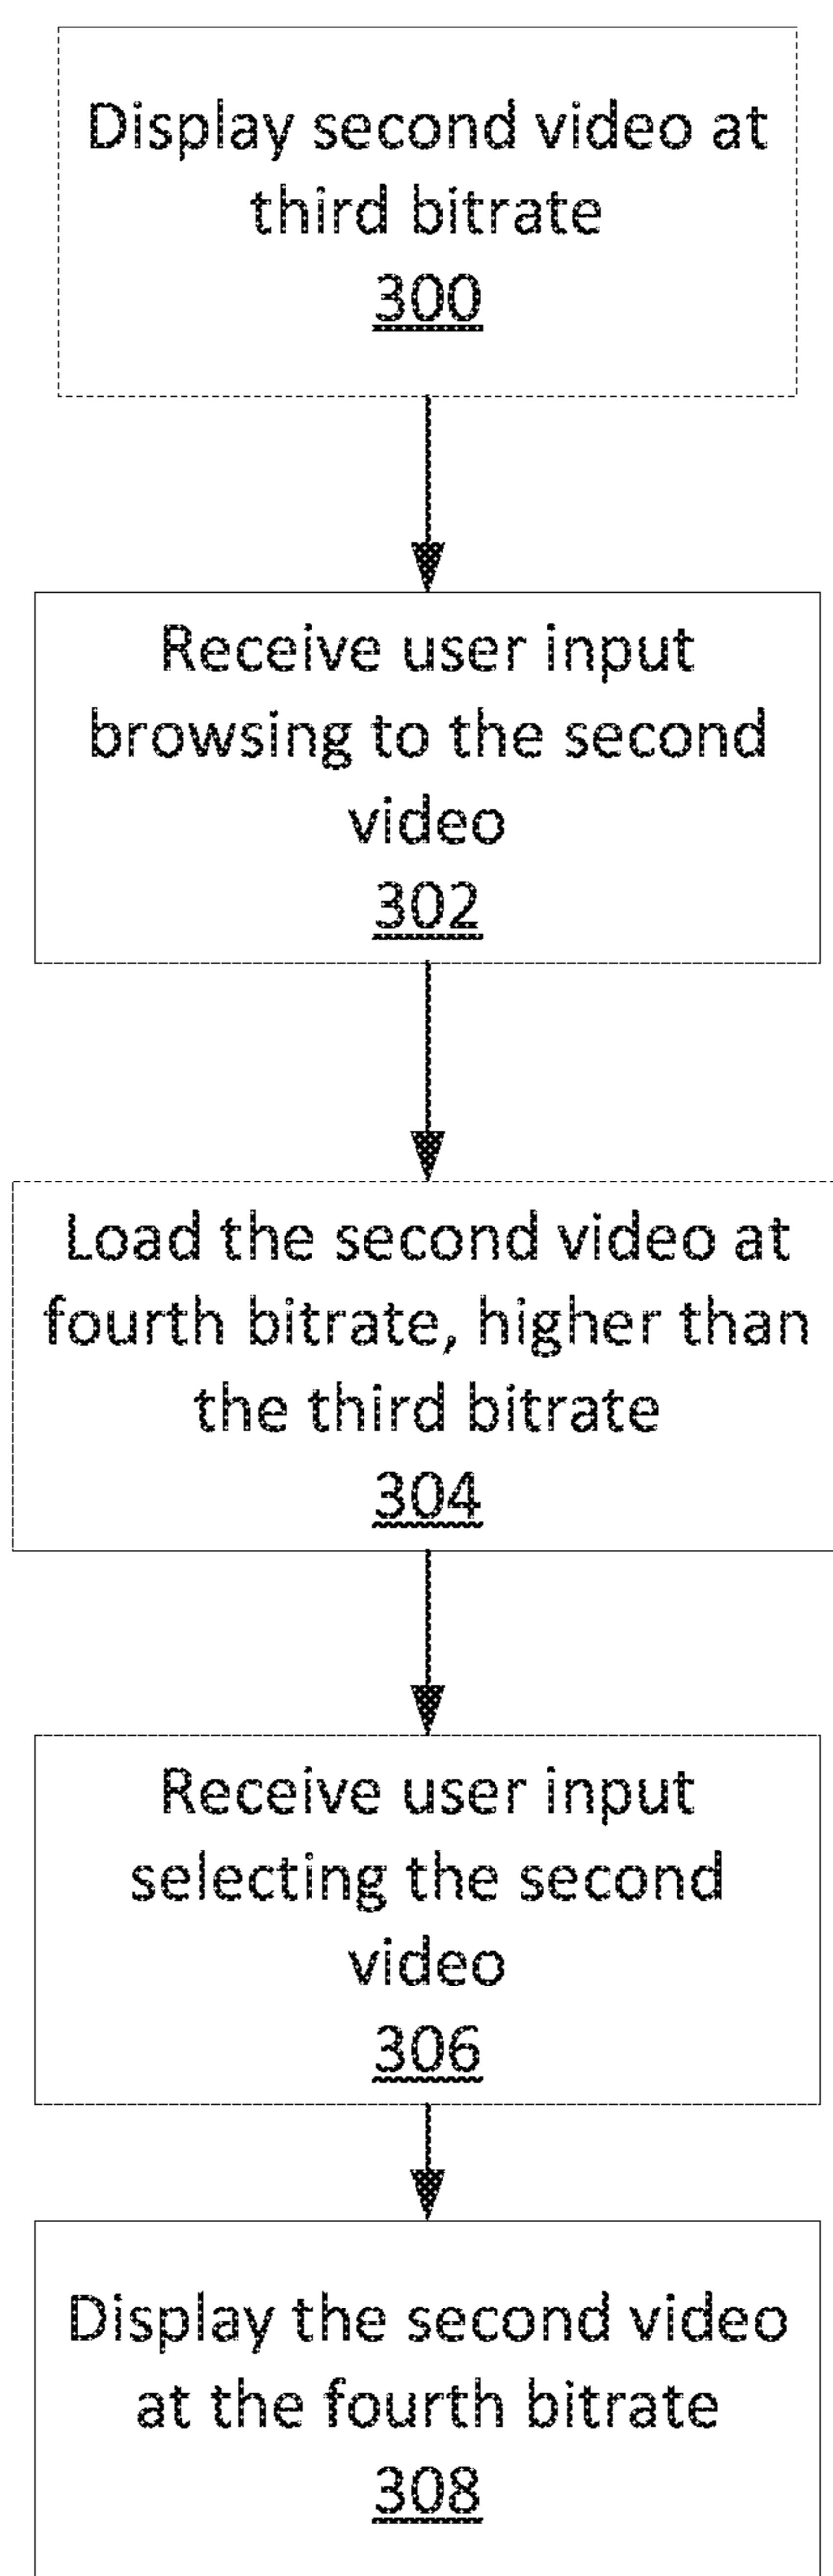 Display second video at
third bitrate
300
Receive user input
browsing to the second
video
302
Load the second video at
fourth bitrate, higher than
the third bitrate
304
Receive user input
selecting the second
video
306
Display the second video
at the fourth bitrate
308